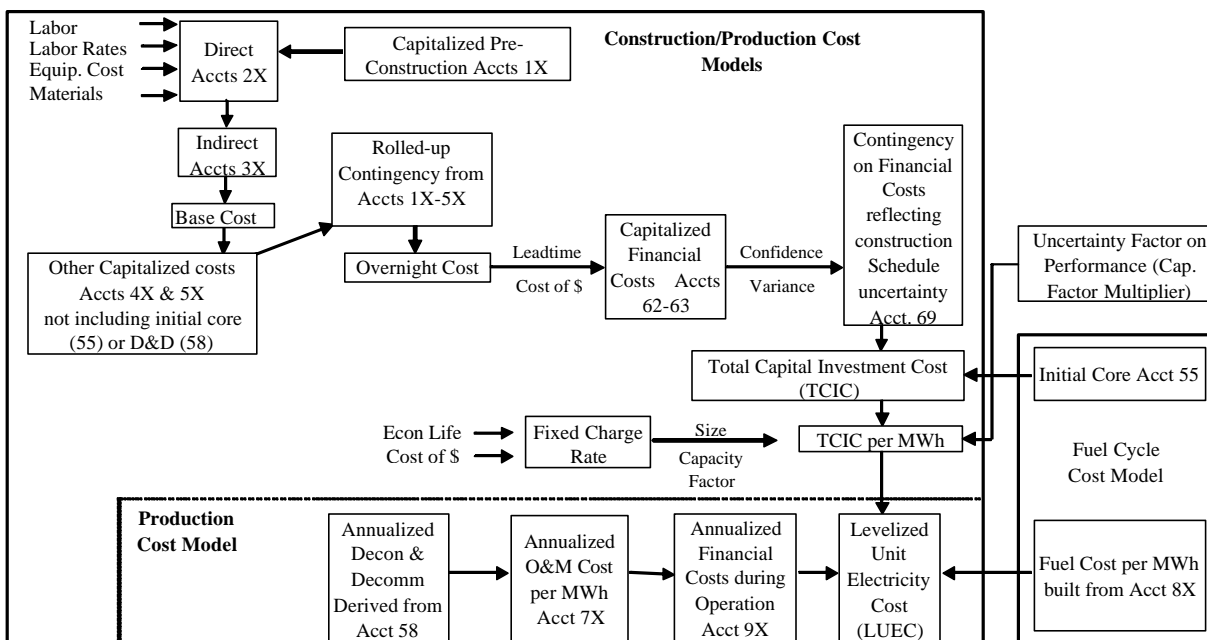 Labor
Labor Rates
Equip. Cost
Materials
Direct
Accts 2X
Capitalized Pre-
Construction Accts 1X
Construction/Production Cost
Models
Indirect
Accts 3X
Base Cost
Other Capitalized costs
Accts 4X & 5X
not including initial core
(55) or D&D (58)
Rolled-up
Contingency from
Accts 1X-5X
Overnight Cost
Leadtime
Cost of $
Capitalized
Financial
Costs Accts
62-63
Confidence
Variance
Contingency
on Financial
Costs
reflecting
construction
Schedule
uncertainty
Acct. 69
Uncertainty Factor on
Performance (Cap.
Factor Multiplier)
Total Capital Investment Cost
(TCIC)
Initial Core Acct 55
Econ Life
Cost of $
Fixed Charge
Rate
Size
Capacity
Factor
TCIC per MWh
Fuel Cycle
Cost Model
Production
Cost Model
Annualized
Decon &
Decomm
Derived from
Acct 58
Annualized
O&M Cost
per MWh
Acct 7X
Annualized
Financial
Costs during
Operation
Acct 9X
Levelized
Unit
Electricity
Cost
(LUEC)
Fuel Cost per MWh
built from Acct 8X